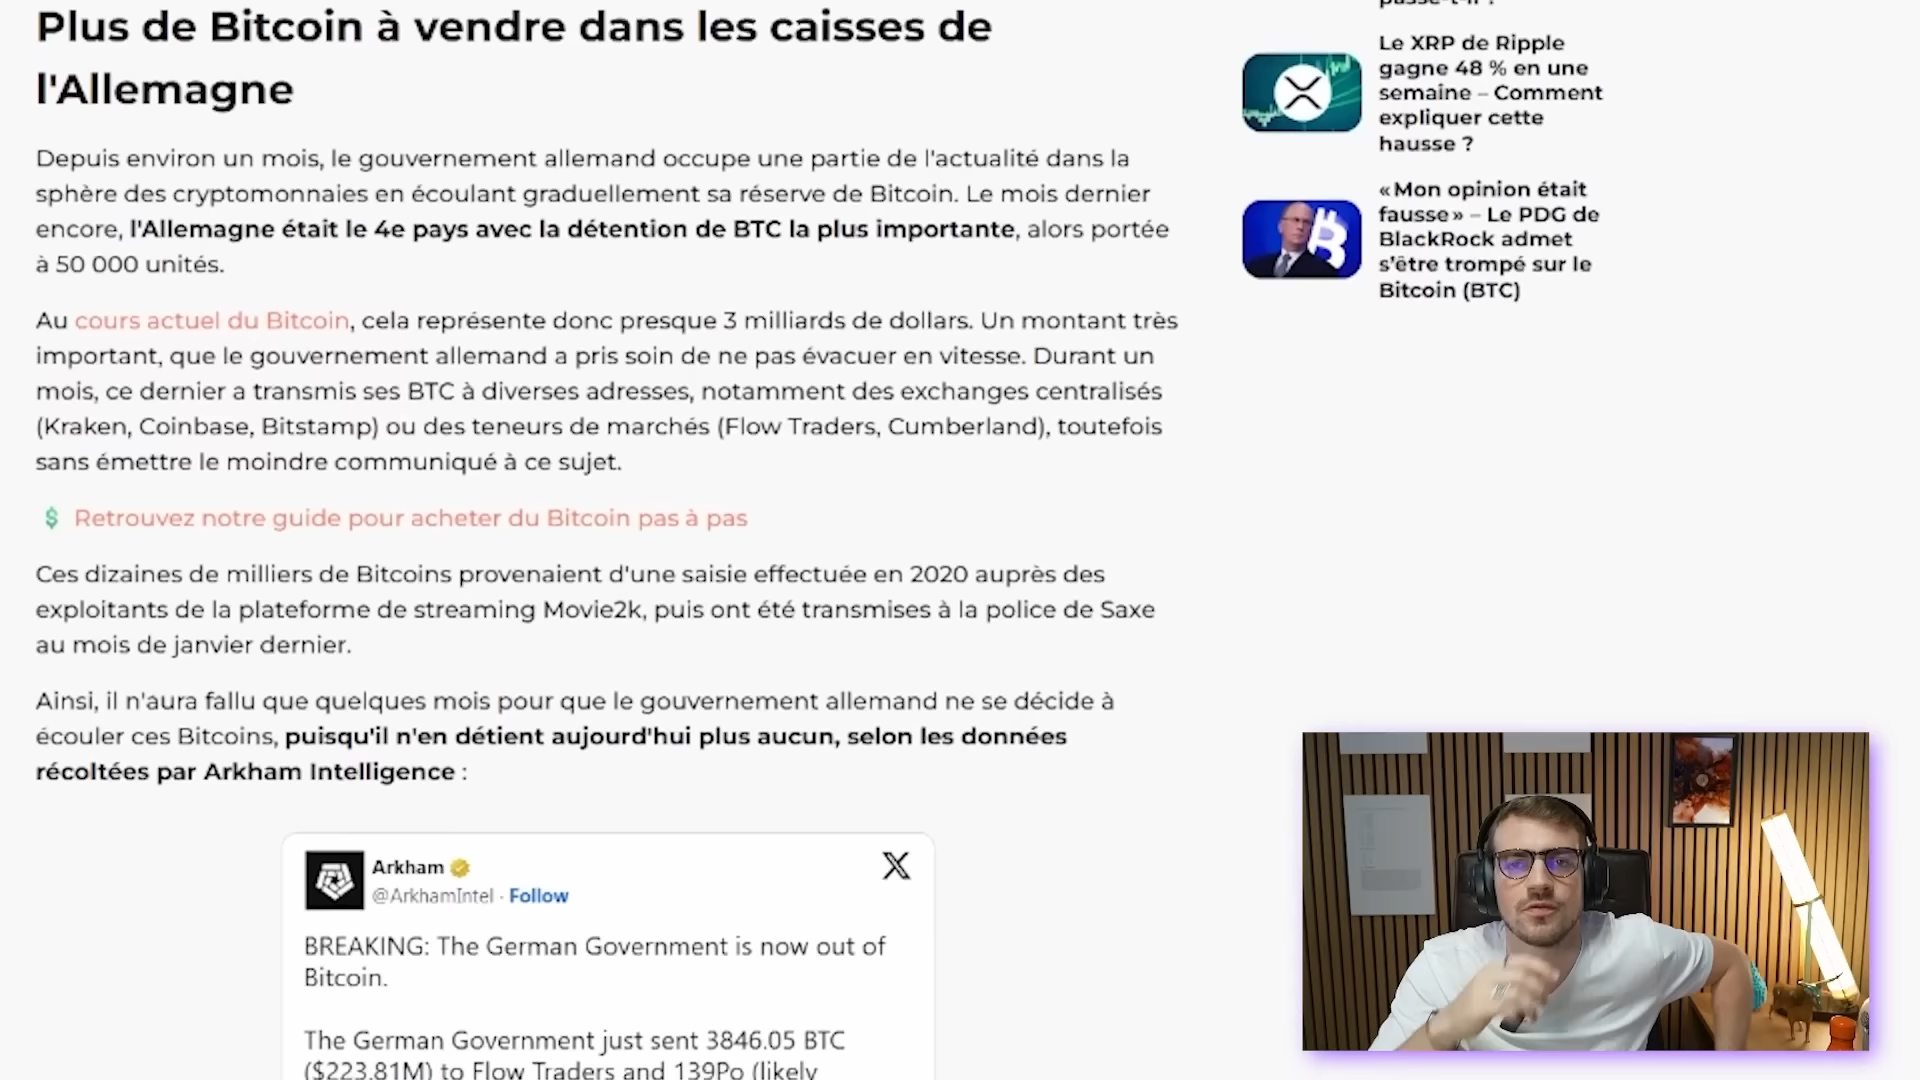 Plus de Bitcoin à vendre dans les caisses de
l'Allemagne
Depuis environ un mois, le gouvernement allemand occupe une partie de l'actualité dans la
sphère des cryptomonnaies en écoulant graduellement sa réserve de Bitcoin. Le mois dernier
encore, l'Allemagne était le 4e pays avec la détention de BTC la plus importante, alors portée
à 50 000 unités.
Au cours actuel du Bitcoin, cela représente donc presque 3 milliards de dollars. Un montant très
important, que le gouvernement allemand a pris soin de ne pas évacuer en vitesse. Durant un
mois, ce dernier a transmis ses BTC à diverses adresses, notamment des exchanges centralisés
(Kraken, Coinbase, Bitstamp) ou des teneurs de marchés (Flow Traders, Cumberland), toutefois
sans émettre le moindre communiqué à ce sujet.
$ Retrouvez notre guide pour acheter du Bitcoin pas à pas
Ces dizaines de milliers de Bitcoins provenaient d'une saisie effectuée en 2020 auprès des
exploitants de la plateforme de streaming Movie2k, puis ont été transmises à la police de Saxe
au mois de janvier dernier.
Ainsi, il n'aura fallu que quelques mois pour que le gouvernement allemand ne se décide à
écouler ces Bitcoins, puisqu'il n'en détient aujourd'hui plus aucun, selon les données
récoltées par Arkham Intelligence :
Arkham
@ArkhamIntel · Follow
BREAKING: The German Government is now out of
Bitcoin.
The German Government just sent 3846.05 BTC
($223.81M) to Flow Traders and 139Po (likely
Le XRP de Ripple
gagne 48 % en une
semaine – Comment
expliquer cette
hausse ?
« Mon opinion était
fausse » – Le PDG de
BlackRock admet
s'être trompé sur le
Bitcoin (BTC)